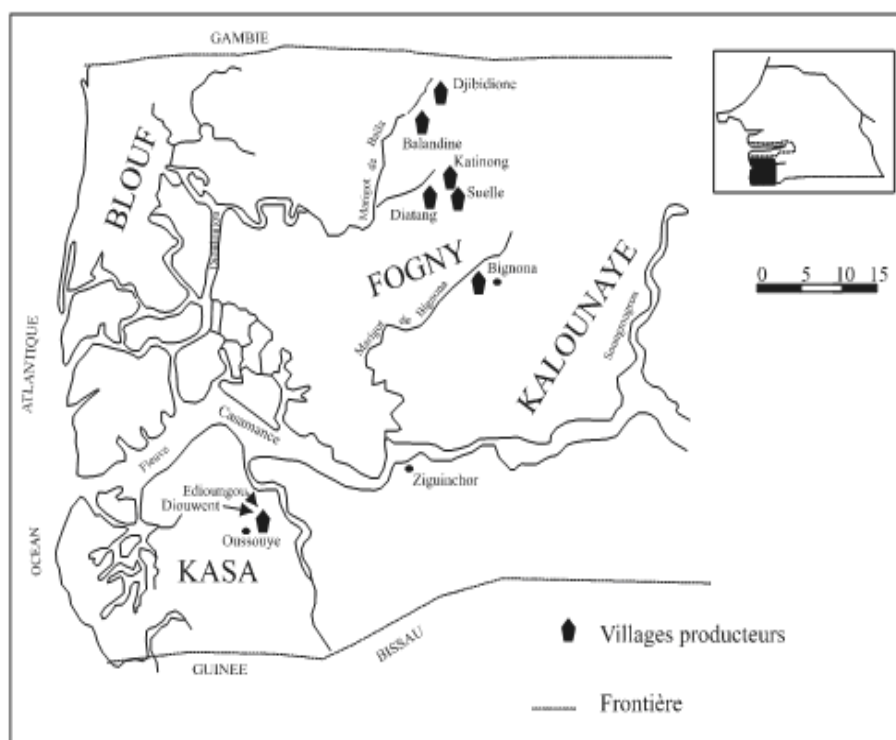 GAMBIE
Djibidione
Balandine
Marigot de Baïla
Katinong
Suelle
Diatang
BLOUF
FOGNY
Bignona
Marigot de Bignona
KALOUNAYE
0 5 10 15
ATLANTIQUE
OCEAN
Fleuve
Casamance
Ziguinchor
Edioungou
Diouwent
Oussouye
KASA
GUINEE
BISSAU
Villages producteurs
Frontière